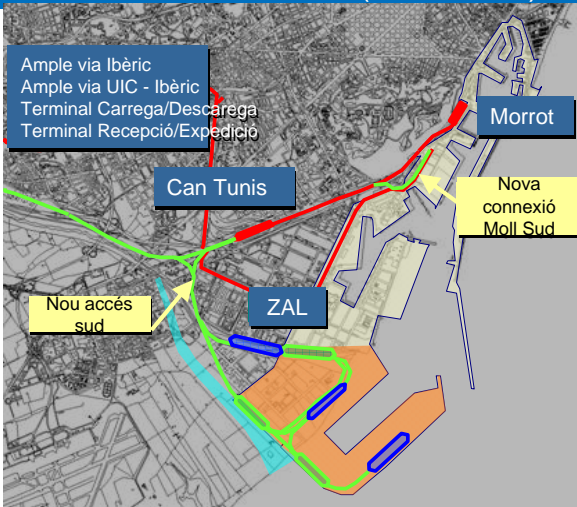 Ample via Ibèric
Ample via UIC - Ibèric
Terminal Carrega/Descarega
Terminal Recepció/Expedició
Morrot
Can Tunis
Nova
connexió
Moll Sud
Nou accés
sud
ZAL